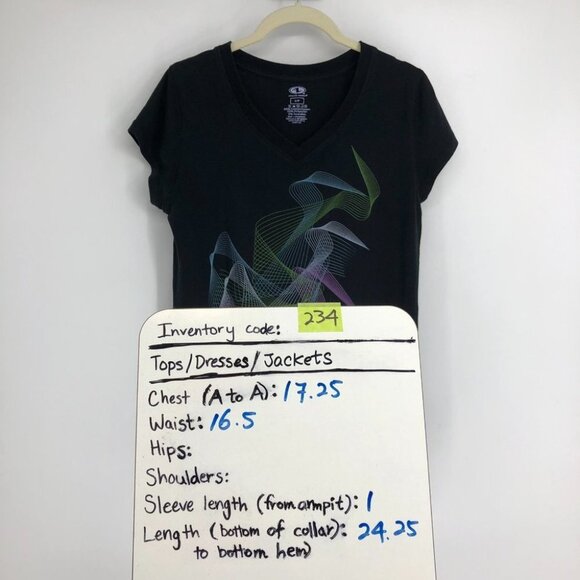 Inventory code: 234
Tops/Dresses/Jackets
Chest (A to A): 17.25
Waist: 16.5
Hips:
Shoulders:
Sleeve length (from armpit): 1
Length (bottom of collar): 24.25
to bottom hem)